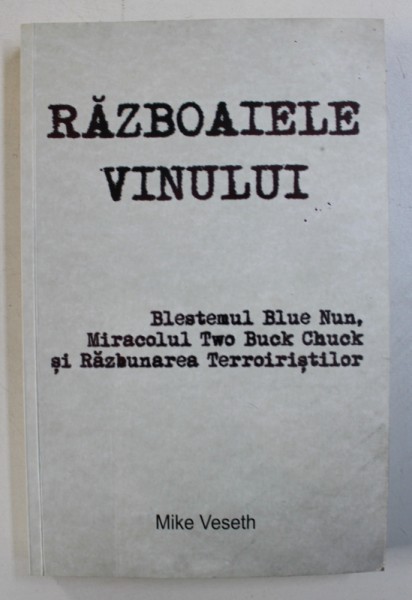 RĂZBOAIELE
VINULUI
Blestemul Blue Nun,
Miracolul Two Buck Chuck
și Răzbunarea Terroiriștilor
Mike Veseth